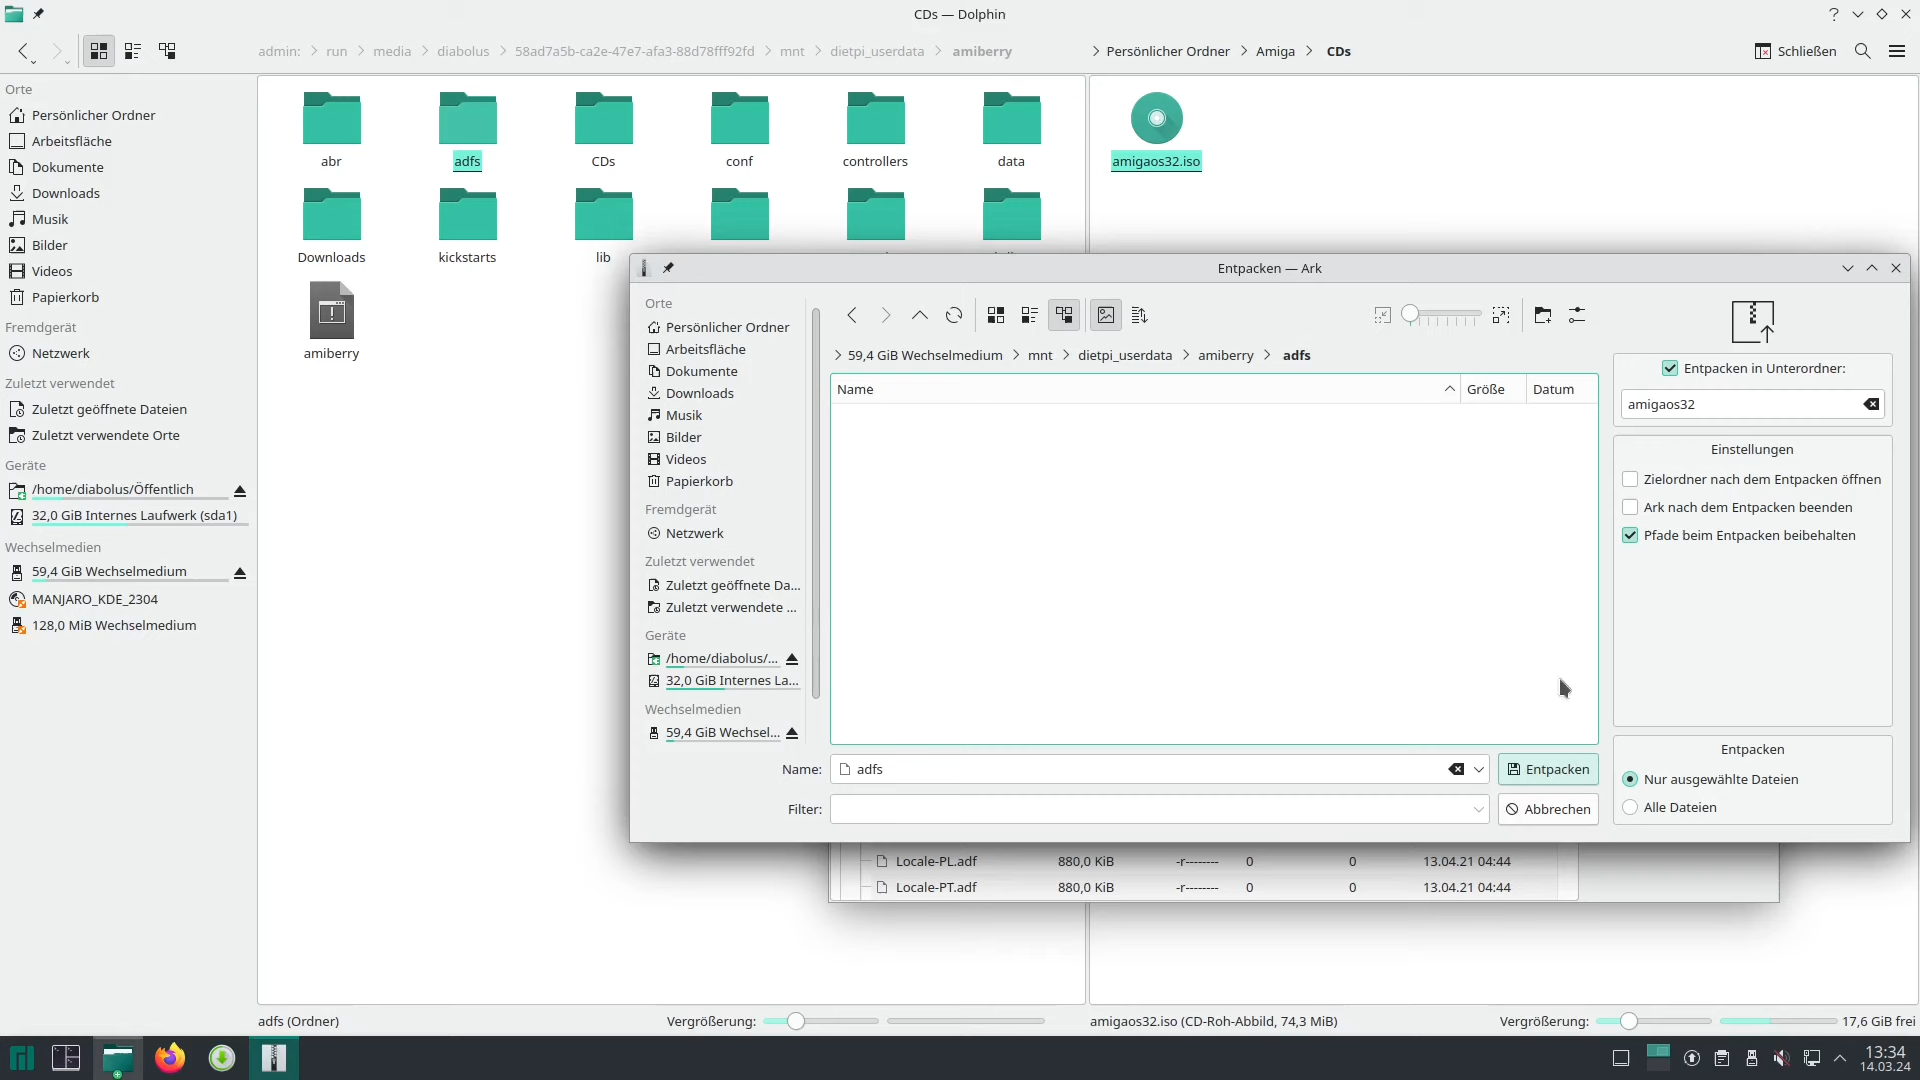 CDs — Dolphin
admin: run media diabolus 58ad7a5b-ca2e-47e7-afa3-88d78fff92fd mnt dietpi_userdata amiberry
Persönlicher Ordner Amiga CDs
Schließen
Orte
Persönlicher Ordner
Arbeitsfläche
Dokumente
Downloads
Musik
Bilder
Videos
Papierkorb
Fremdgerät
Netzwerk
Zuletzt verwendet
Zuletzt geöffnete Dateien
Zuletzt verwendete Orte
Geräte
/home/diabolus/Öffentlich
32,0 GiB Internes Laufwerk (sda1)
Wechselmedien
59,4 GiB Wechselmedium
MANJARO_KDE_2304
128,0 MiB Wechselmedium
abr adfs CDs conf controllers data
Downloads kickstarts lib
amiberry
amigaos32.iso
Entpacken — Ark
Orte
Persönlicher Ordner
Arbeitsfläche
Dokumente
Downloads
Musik
Bilder
Videos
Papierkorb
Fremdgerät
Netzwerk
Zuletzt verwendet
Zuletzt geöffnete Da...
Zuletzt verwendete ...
Geräte
/home/diabolus/...
32,0 GiB Internes La...
Wechselmedien
59,4 GiB Wechsel...
59,4 GiB Wechselmedium mnt dietpi_userdata amiberry adfs
Name Größe Datum
Name: adfs Entpacken
Filter: Abbrechen
Entpacken in Unterordner:
amigaos32
Einstellungen
Zielordner nach dem Entpacken öffnen
Ark nach dem Entpacken beenden
Pfade beim Entpacken beibehalten
Entpacken
Nur ausgewählte Dateien
Alle Dateien
Locale-PL.adf 880,0 KiB -r-------- 0 0 13.04.21 04:44
Locale-PT.adf 880,0 KiB -r-------- 0 0 13.04.21 04:44
adfs (Ordner) Vergrößerung:
amigaos32.iso (CD-Roh-Abbild, 74,3 MiB) Vergrößerung: 17,6 GiB frei
13:34
14.03.24